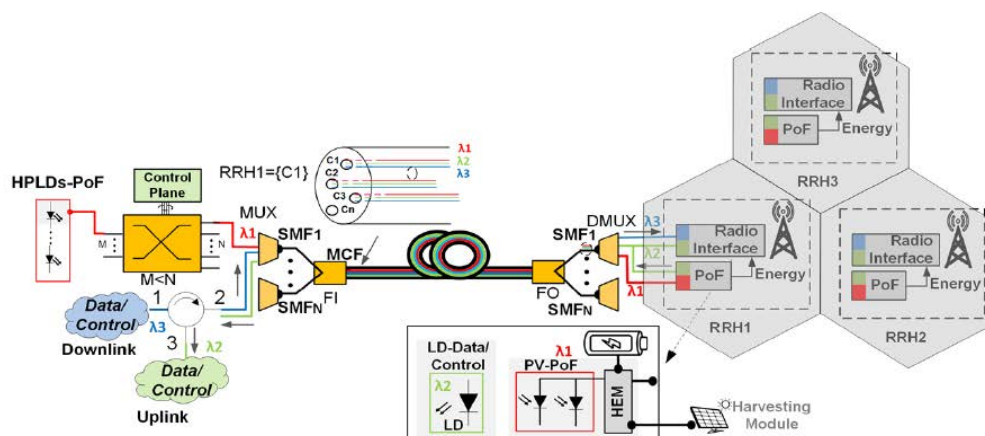 HPLDs-PoF
Control
Plane
M
N
M<N
λ1
MUX
SMF1
SMFN
1
2
3
Data/
Control
λ3
Downlink
λ2
Data/
Control
Uplink
RRH1={C1}
C1
C2
C3
Cn
λ1
λ2
λ3
MCF
FI
FO
DMUX
SMF1
SMFN
λ3
λ2
λ1
Radio
Interface
PoF
Energy
RRH3
Radio
Interface
PoF
Energy
RRH1
Radio
Interface
PoF
Energy
RRH2
LD-Data/
Control
λ2
LD
λ1
PV-PoF
HEM
Harvesting
Module